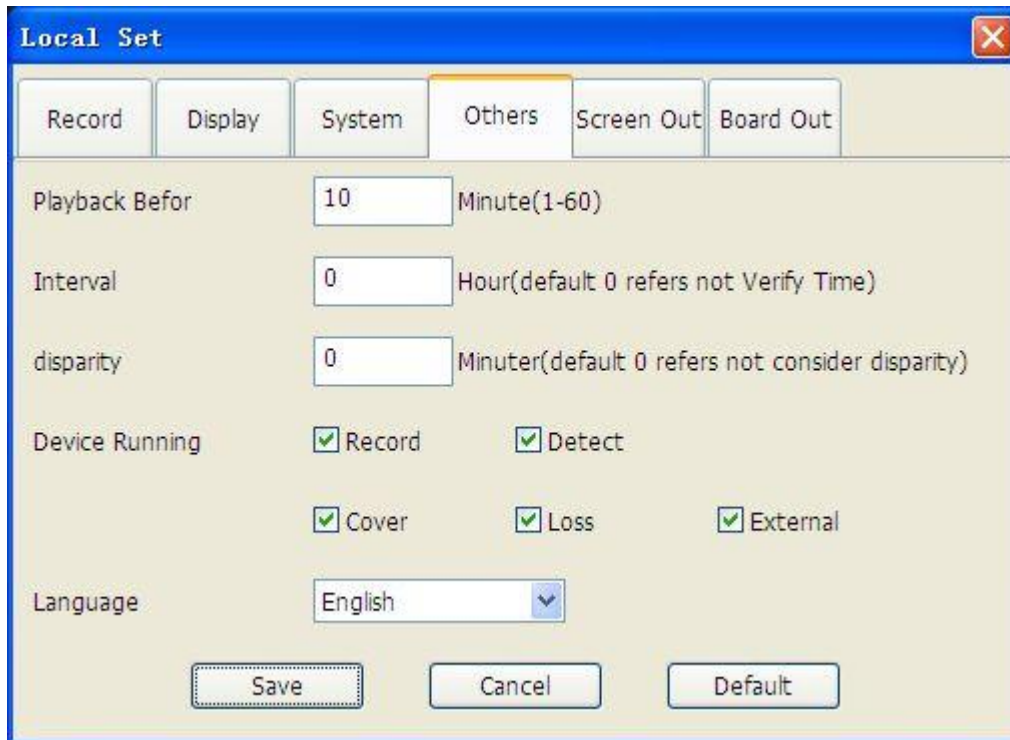 Local Set
Record Display System Others Screen Out Board Out
Playback Befor 10 Minute(1-60)
Interval 0 Hour(default 0 refers not Verify Time)
disparity 0 Minuter(default 0 refers not consider disparity)
Device Running Record Detect
Cover Loss External
Language English
Save Cancel Default